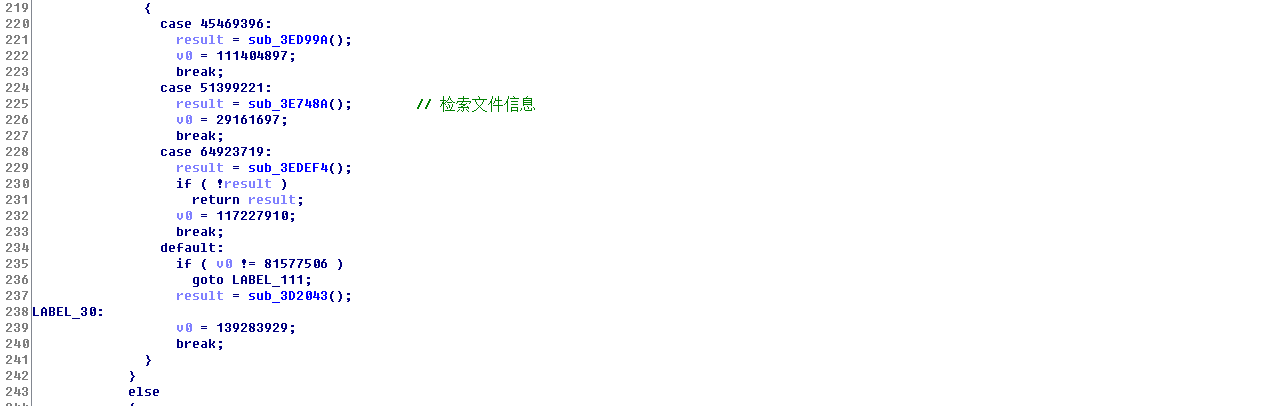 219 {
220 case 45469396:
221 result = sub_3ED99A();
222 v0 = 111404897;
223 break;
224 case 51399221:
225 result = sub_3E748A(); // 检索文件信息
226 v0 = 29161697;
227 break;
228 case 64923719:
229 result = sub_3EDEF4();
230 if ( !result )
231 return result;
232 v0 = 117227910;
233 break;
234 default:
235 if ( v0 != 81577506 )
236 goto LABEL_111;
237 result = sub_3D2043();
238 LABEL_30:
239 v0 = 139283929;
240 break;
241 }
242 }
243 else